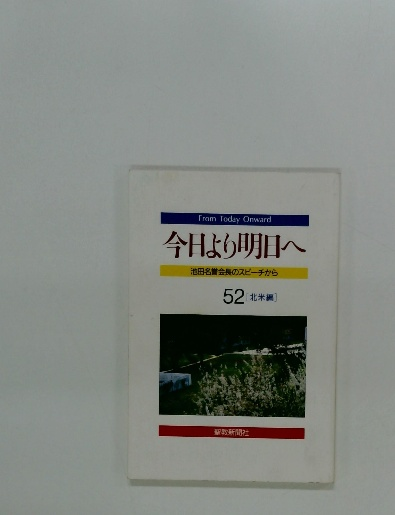 From Today Onward
今日より明日へ
池田名誉会長のスピーチから
52 [北米編]
聖教新聞社